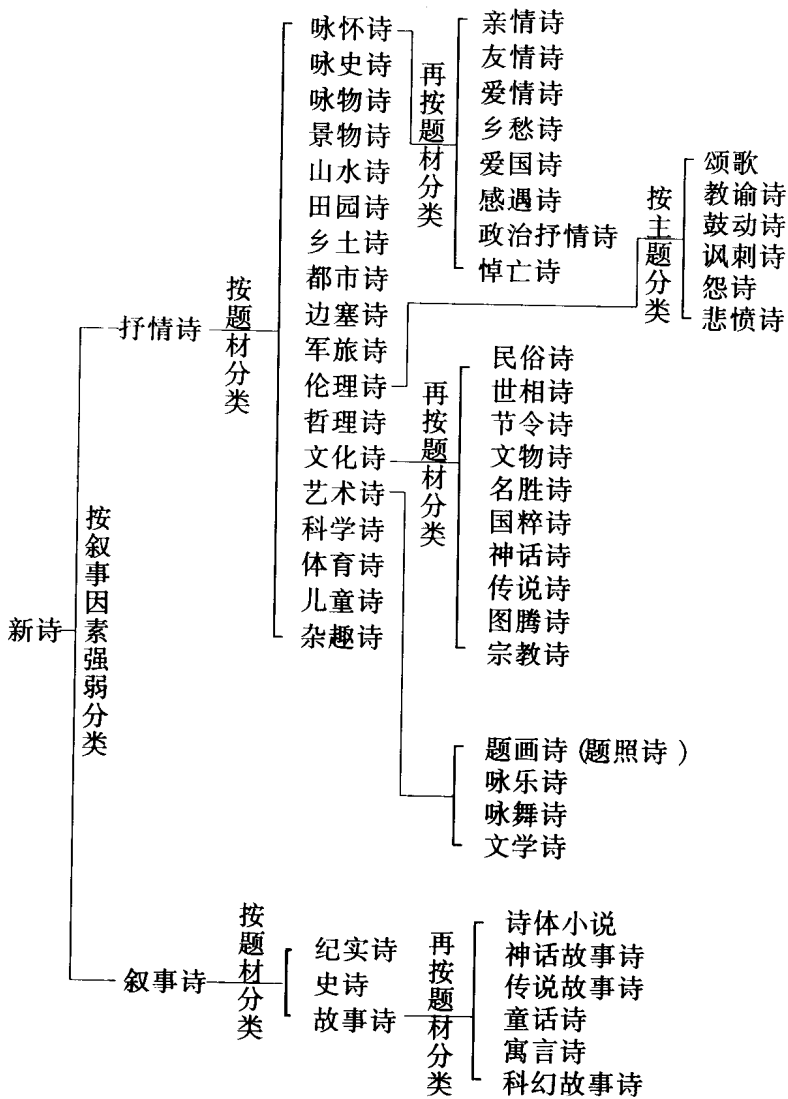 新诗
按叙事因素强弱分类
抒情诗
按题材分类
咏怀诗
咏史诗
咏物诗
景物诗
山水诗
田园诗
乡土诗
都市诗
边塞诗
军旅诗
伦理诗
哲理诗
文化诗
艺术诗
科学诗
体育诗
儿童诗
杂趣诗
再按题材分类
亲情诗
友情诗
爱情诗
乡愁诗
爱国诗
感遇诗
政治抒情诗
悼亡诗
按主题分类
颂歌
教谕诗
鼓动诗
讽刺诗
怨诗
悲愤诗
再按题材分类
民俗诗
世相诗
节令诗
文物诗
名胜诗
国粹诗
神话诗
传说诗
图腾诗
宗教诗
题画诗(题照诗)
咏乐诗
咏舞诗
文学诗
叙事诗
按题材分类
纪实诗
史诗
故事诗
再按题材分类
诗体小说
神话故事诗
传说故事诗
童话诗
寓言诗
科幻故事诗